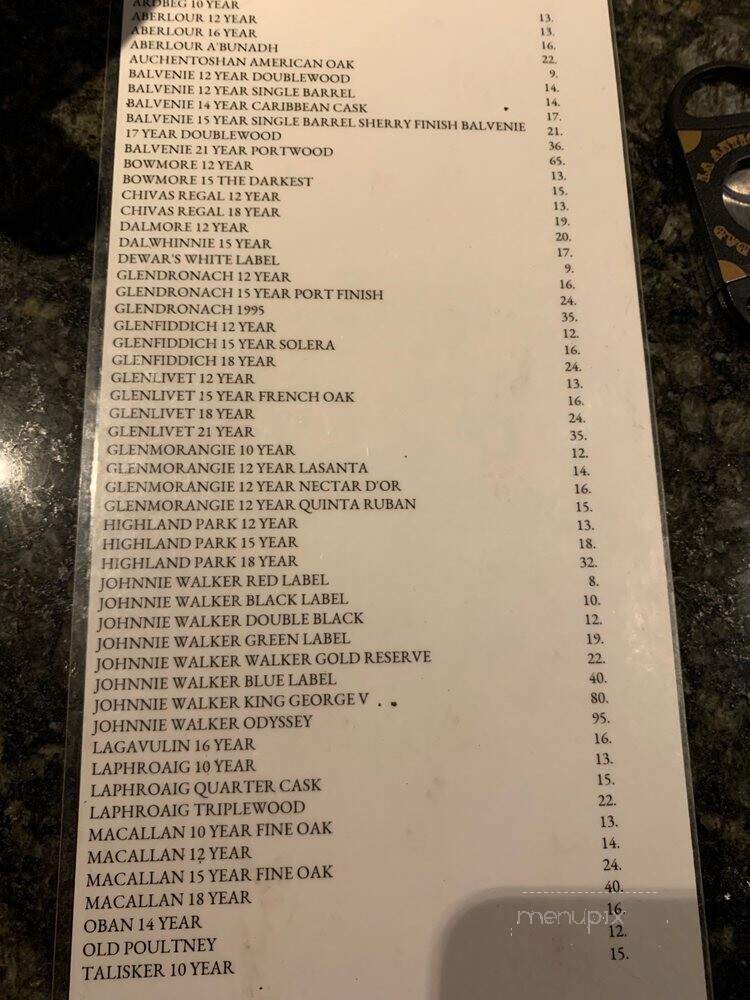 ARDBEG 10 YEAR 13.
ABERLOUR 12 YEAR 13.
ABERLOUR 16 YEAR 16.
ABERLOUR A'BUNADH 22.
AUCHENTOSHAN AMERICAN OAK 9.
BALVENIE 12 YEAR DOUBLEWOOD 14.
BALVENIE 12 YEAR SINGLE BARREL 14.
BALVENIE 14 YEAR CARIBBEAN CASK 17.
BALVENIE 15 YEAR SINGLE BARREL SHERRY FINISH BALVENIE 21.
17 YEAR DOUBLEWOOD 36.
BALVENIE 21 YEAR PORTWOOD 65.
BOWMORE 12 YEAR 13.
BOWMORE 15 THE DARKEST 15.
CHIVAS REGAL 12 YEAR 13.
CHIVAS REGAL 18 YEAR 19.
DALMORE 12 YEAR 20.
DALWHINNIE 15 YEAR 17.
DEWAR'S WHITE LABEL 9.
GLENDRONACH 12 YEAR 16.
GLENDRONACH 15 YEAR PORT FINISH 24.
GLENDRONACH 1995 35.
GLENFIDDICH 12 YEAR 12.
GLENFIDDICH 15 YEAR SOLERA 16.
GLENFIDDICH 18 YEAR 24.
GLENLIVET 12 YEAR 13.
GLENLIVET 15 YEAR FRENCH OAK 16.
GLENLIVET 18 YEAR 24.
GLENLIVET 21 YEAR 35.
GLENMORANGIE 10 YEAR 12.
GLENMORANGIE 12 YEAR LASANTA 14.
GLENMORANGIE 12 YEAR NECTAR D'OR 16.
GLENMORANGIE 12 YEAR QUINTA RUBAN 15.
HIGHLAND PARK 12 YEAR 13.
HIGHLAND PARK 15 YEAR 18.
HIGHLAND PARK 18 YEAR 32.
JOHNNIE WALKER RED LABEL 8.
JOHNNIE WALKER BLACK LABEL 10.
JOHNNIE WALKER DOUBLE BLACK 12.
JOHNNIE WALKER GREEN LABEL 19.
JOHNNIE WALKER WALKER GOLD RESERVE 22.
JOHNNIE WALKER BLUE LABEL 40.
JOHNNIE WALKER KING GEORGE V 80.
JOHNNIE WALKER ODYSSEY 95.
LAGAVULIN 16 YEAR 16.
LAPHROAIG 10 YEAR 13.
LAPHROAIG QUARTER CASK 15.
LAPHROAIG TRIPLEWOOD 22.
MACALLAN 10 YEAR FINE OAK 13.
MACALLAN 12 YEAR 14.
MACALLAN 15 YEAR FINE OAK 24.
MACALLAN 18 YEAR 40.
OBAN 14 YEAR 16.
OLD POULTNEY 12.
TALISKER 10 YEAR 15.
menupix